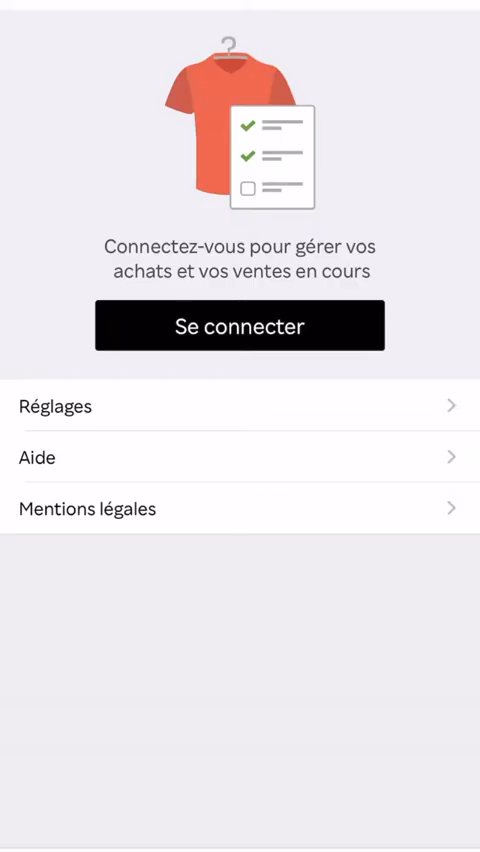 Connectez-vous pour gérer vos
achats et vos ventes en cours
Se connecter
Réglages
Aide
Mentions légales